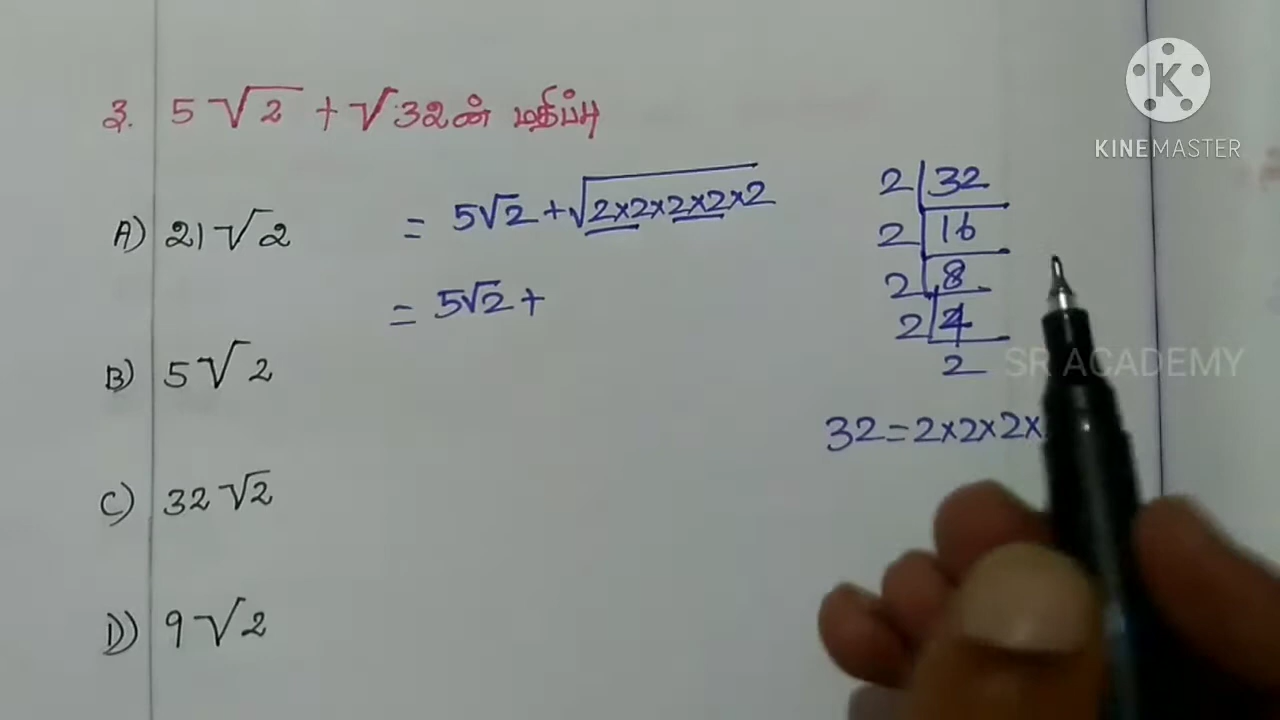 3. 5√2 + √32ன் மதிப்பு
K
KINEMASTER
A) 21√2
= 5√2 + √2×2×2×2×2
= 5√2 +
B) 5√2
C) 32√2
D) 9√2
2 | 32
2 | 16
2 | 8
2 | 4
2
SR ACADEMY
32 = 2×2×2×